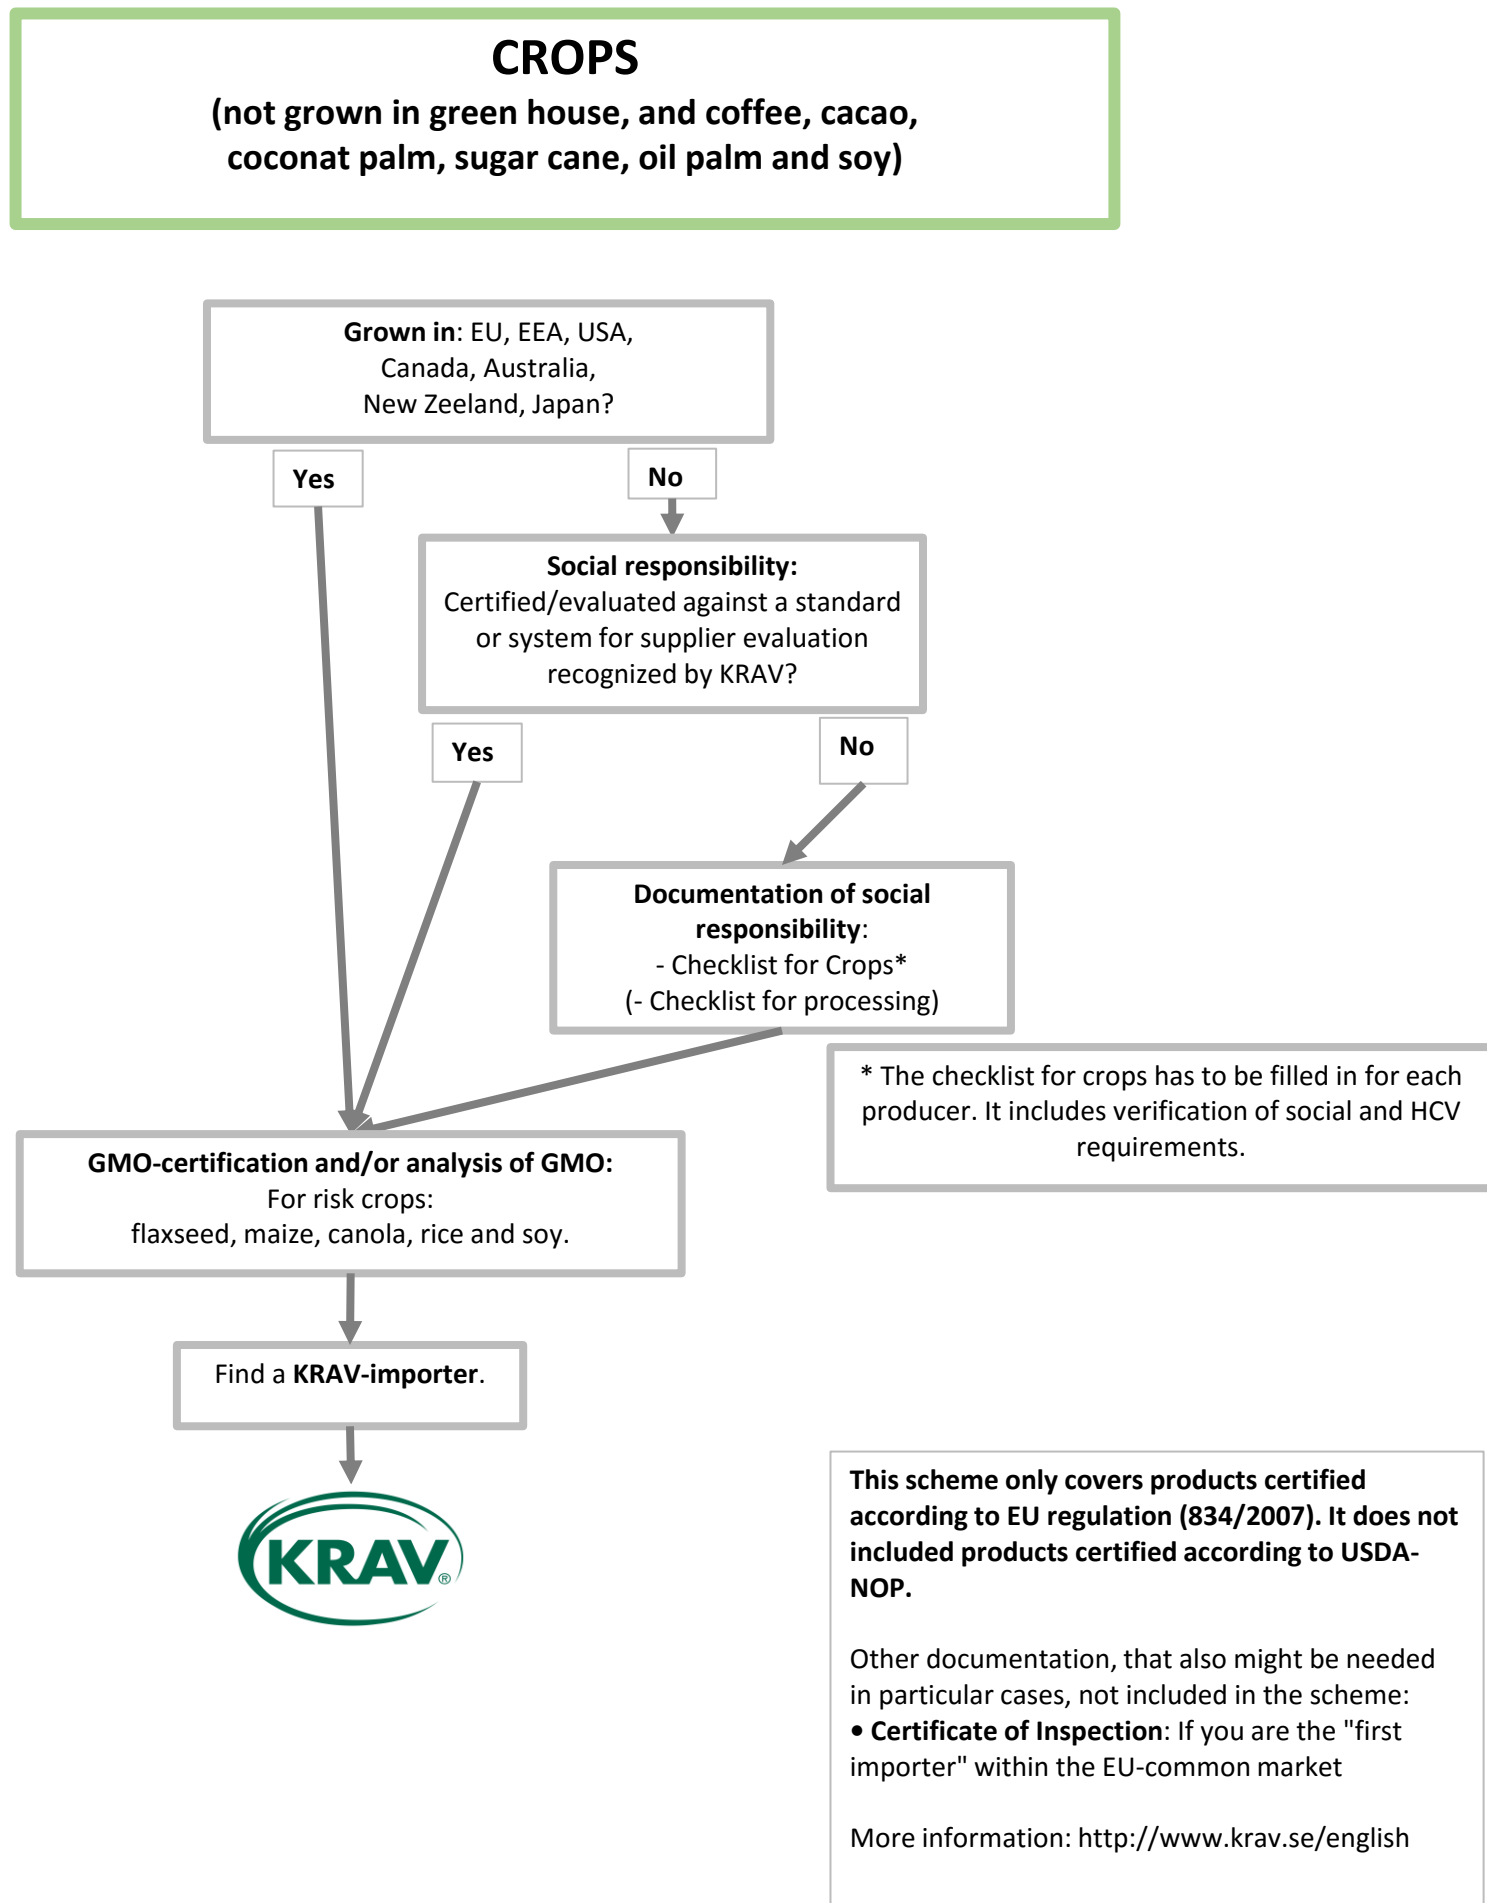 CROPS
(not grown in green house, and coffee, cacao,
coconat palm, sugar cane, oil palm and soy)
Grown in: EU, EEA, USA,
Canada, Australia,
New Zeeland, Japan?
Yes
No
Social responsibility:
Certified/evaluated against a standard
or system for supplier evaluation
recognized by KRAV?
Yes
No
Documentation of social
responsibility:
- Checklist for Crops*
(- Checklist for processing)
* The checklist for crops has to be filled in for each
producer. It includes verification of social and HCV
requirements.
GMO-certification and/or analysis of GMO:
For risk crops:
flaxseed, maize, canola, rice and soy.
Find a KRAV-importer.
KRAV®
This scheme only covers products certified
according to EU regulation (834/2007). It does not
included products certified according to USDA-
NOP.
Other documentation, that also might be needed
in particular cases, not included in the scheme:
• Certificate of Inspection: If you are the "first
importer" within the EU-common market
More information: http://www.krav.se/english